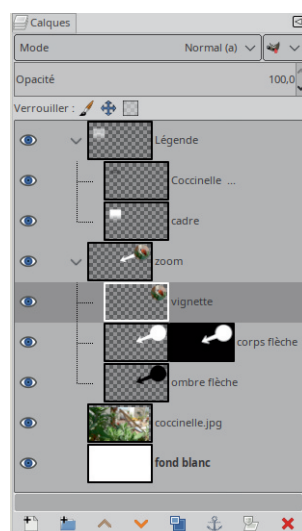 Calques
Mode Normal (a)
Opacité 100,0
Verrouiller :
Légende
Coccinelle ...
cadre
zoom
vignette
corps flèche
ombre flèche
coccinelle.jpg
fond blanc